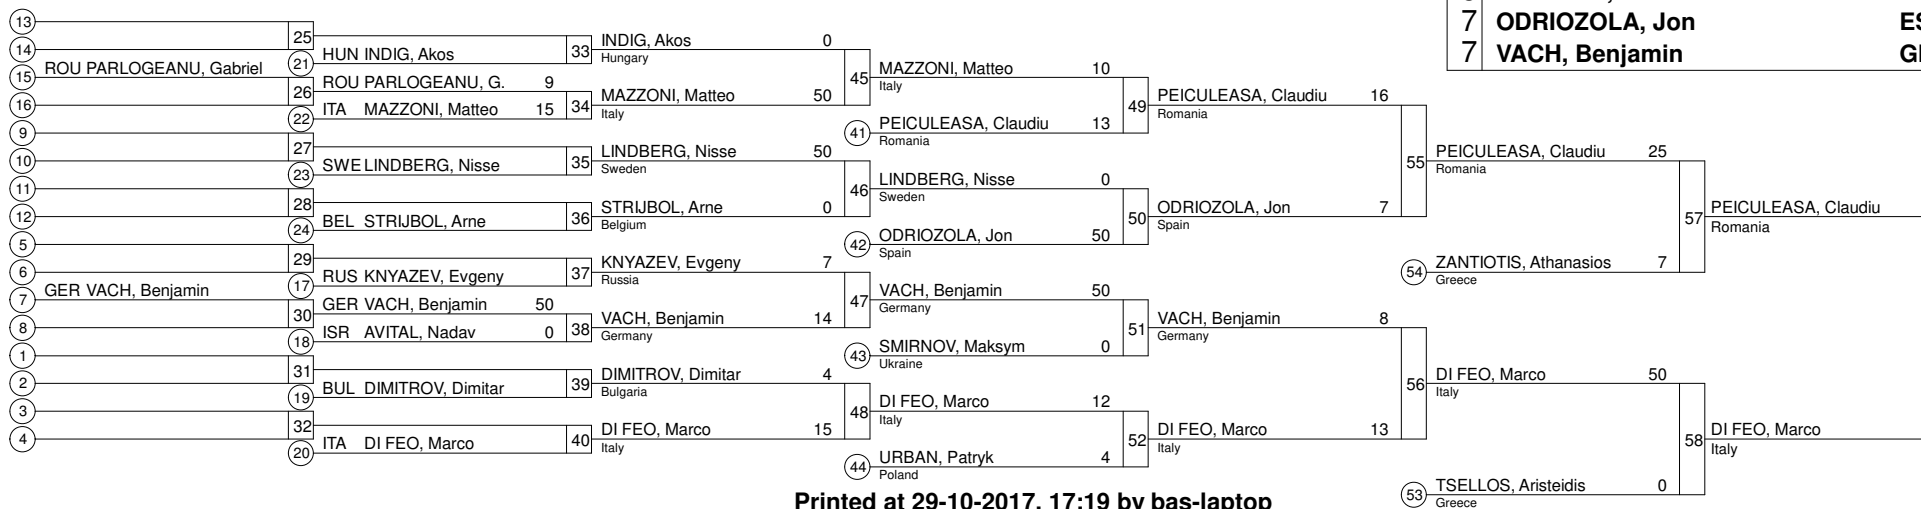 7 ODRIOZOLA, Jon
7 VACH, Benjamin
13
14
15 ROU PARLOGEANU, Gabriel
16
9
10
11
12
5
6
7 GER VACH, Benjamin
8
1
2
3
4
25
21 HUN INDIG, Akos
26 ROU PARLOGEANU, G. 9
22 ITA MAZZONI, Matteo 15
27
23 SWE LINDBERG, Nisse
28
24 BEL STRIJBOL, Arne
29
17 RUS KNYAZEV, Evgeny
30 GER VACH, Benjamin 50
18 ISR AVITAL, Nadav 0
31
19 BUL DIMITROV, Dimitar
32
20 ITA DI FEO, Marco
33 INDIG, Akos 0
Hungary
34 MAZZONI, Matteo 50
Italy
35 LINDBERG, Nisse 50
Sweden
36 STRIJBOL, Arne 0
Belgium
37 KNYAZEV, Evgeny 7
Russia
38 VACH, Benjamin 14
Germany
39 DIMITROV, Dimitar 4
Bulgaria
40 DI FEO, Marco 15
Italy
45 MAZZONI, Matteo 10
Italy
41 PEICULEASA, Claudiu 13
Romania
46 LINDBERG, Nisse 0
Sweden
42 ODRIOZOLA, Jon 50
Spain
47 VACH, Benjamin 50
Germany
43 SMIRNOV, Maksym 0
Ukraine
48 DI FEO, Marco 12
Italy
44 URBAN, Patryk 4
Poland
49 PEICULEASA, Claudiu 16
Romania
50 ODRIOZOLA, Jon 7
Spain
51 VACH, Benjamin 8
Germany
52 DI FEO, Marco 13
Italy
55 PEICULEASA, Claudiu 25
Romania
54 ZANTIOTIS, Athanasios 7
Greece
56 DI FEO, Marco 50
Italy
53 TSELLOS, Aristeidis 0
Greece
57 PEICULEASA, Claudiu
Romania
58 DI FEO, Marco
Italy
Printed at 29-10-2017, 17:19 by bas-laptop